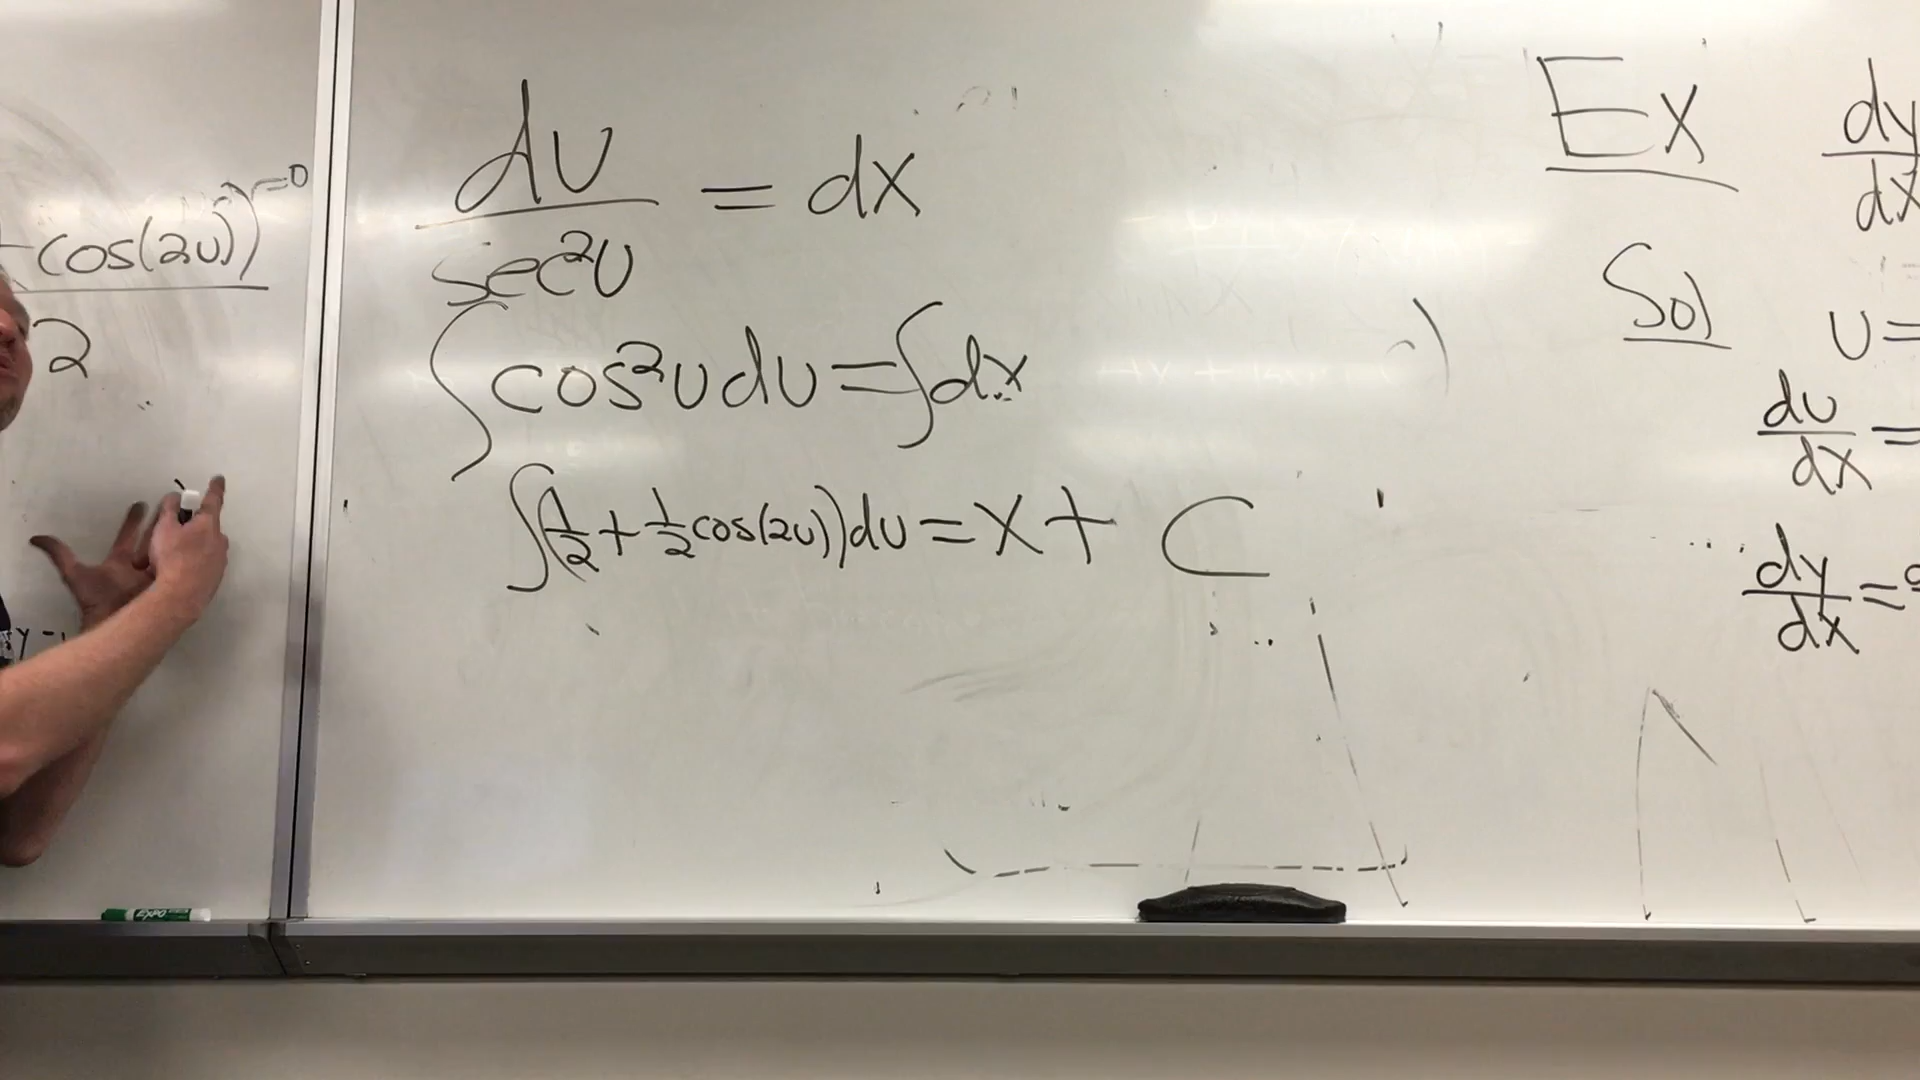 cos(2u))=0
2
du/sec²u = dx
∫cos²u du = ∫dx
∫(1/2 + 1/2 cos(2u))du = x + C
Ex dy/dx
Sol u=
du/dx =
dy/dx =
EXPO